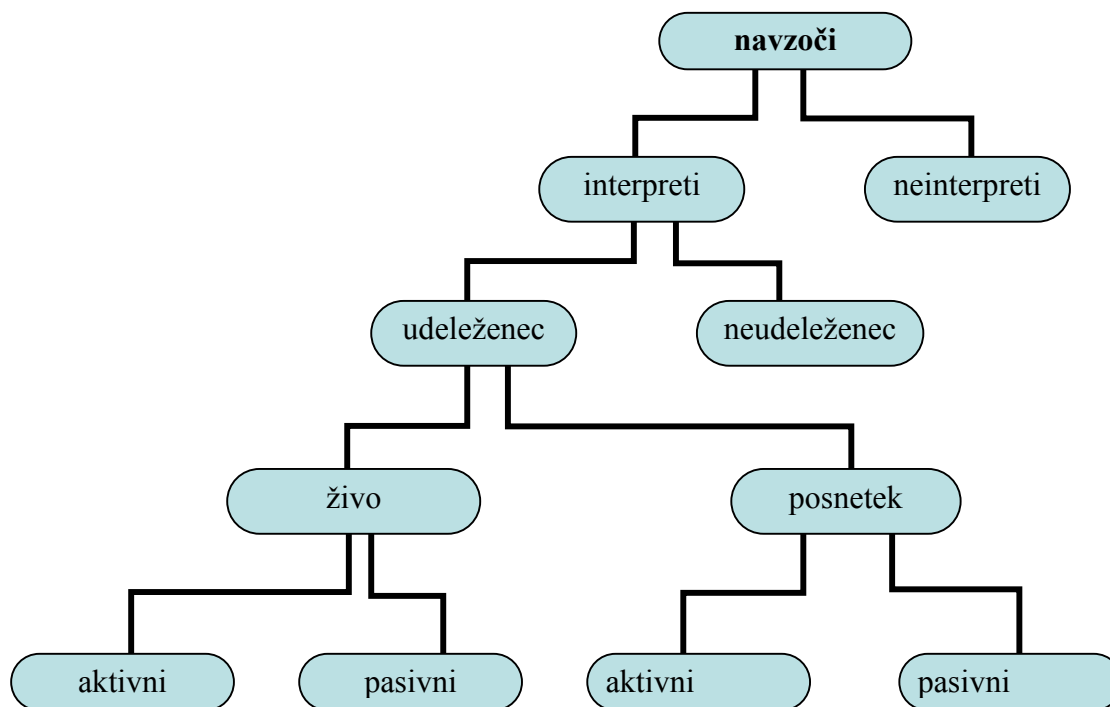 navzoči
interpreti
neinterpreti
udeleženec
neudeleženec
živo
posnetek
aktivni
pasivni
aktivni
pasivni